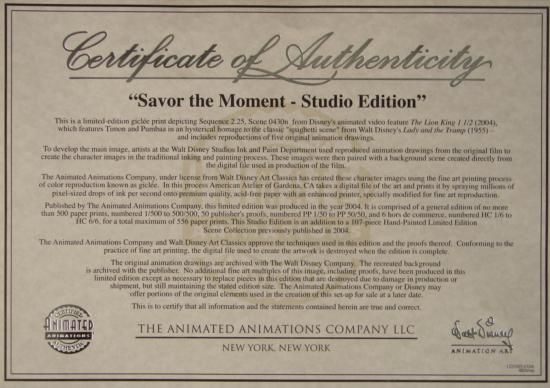 Certificate of Authenticity
"Savor the Moment - Studio Edition"
This is a limited-edition giclée print depicting Sequence 2.25, Scene 0430n from Disney's animated video feature The Lion King 1 1/2 (2004),
which features Timon and Pumbaa in an hysterical homage to the classic "spaghetti scene" from Walt Disney's Lady and the Tramp (1955) –
and includes reproductions of five original animation drawings.
To develop the main image, artists at the Walt Disney Studios Ink and Paint Department used reproduced animation drawings from the original film to
create the character images in the traditional inking and painting process. These images were then paired with a background scene created directly from
the digital file used in production of the film.
The Animated Animations Company, under license from Walt Disney Art Classics has created these character images using the fine art printing process
of color reproduction known as giclée. In this process American Atelier of Gardena, CA takes a digital file of the art and prints it by spraying millions of
pixel-sized drops of ink per second onto premium quality, acid-free paper with an enhanced printer, specially modified for fine art reproduction.
Published by The Animated Animations Company, this limited edition was produced in the year 2004. It is comprised of a general edition of no more
than 500 paper prints, numbered 1/500 to 500/500, 50 publisher's proofs, numbered PP 1/50 to PP 50/50, and 6 hors de commerce, numbered HC 1/6 to
HC 6/6, for a total maximum of 556 paper prints. This Studio Edition is an addition to a 107-piece Hand-Painted Limited Edition
Scene Collection previously published in 2004.
The Animated Animations Company and Walt Disney Art Classics approve the techniques used in this edition and the proofs thereof. Conforming to the
practice of fine art printing, the digital file used to create the artwork is destroyed when the edition is complete.
The original animation drawings are archived with The Walt Disney Company. The recreated background
is archived with the publisher. No additional fine art multiples of this image, including proofs, have been produced in this
limited edition except as necessary to replace pieces in this edition that are destroyed due to damage in production or
shipment, but still maintaining the stated edition size. The Animated Animations Company or Disney may
offer portions of the original elements used in the creation of this set-up for sale at a later date.
This is to certify that all information and the statements contained herein are true and correct.
CERTIFIED
ANIMATED
ANIMATIONS
THE ANIMATED ANIMATIONS COMPANY LLC
NEW YORK, NEW YORK
Walt Disney
ANIMATION ART
©Disney